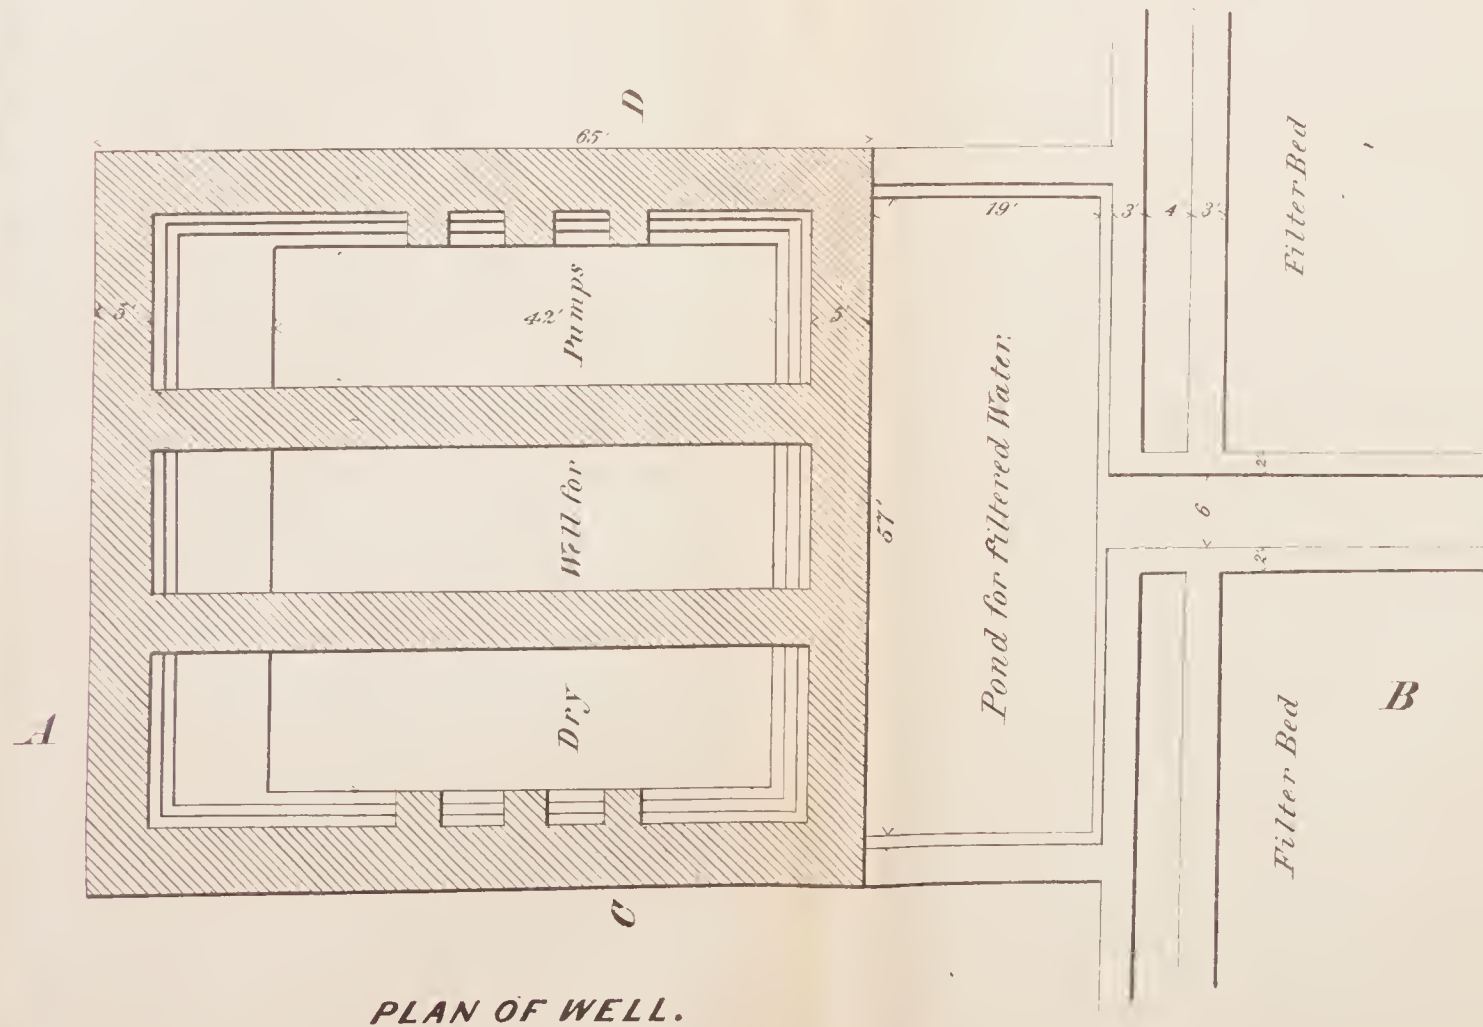 D
65'
Filter Bed
19'
3'
4
3'
Pumps
42'
5'
5'
Pond for filtered Water.
2'
6
2'
57'
Well for
Dry
A
B
Filter Bed
C
PLAN OF WELL.